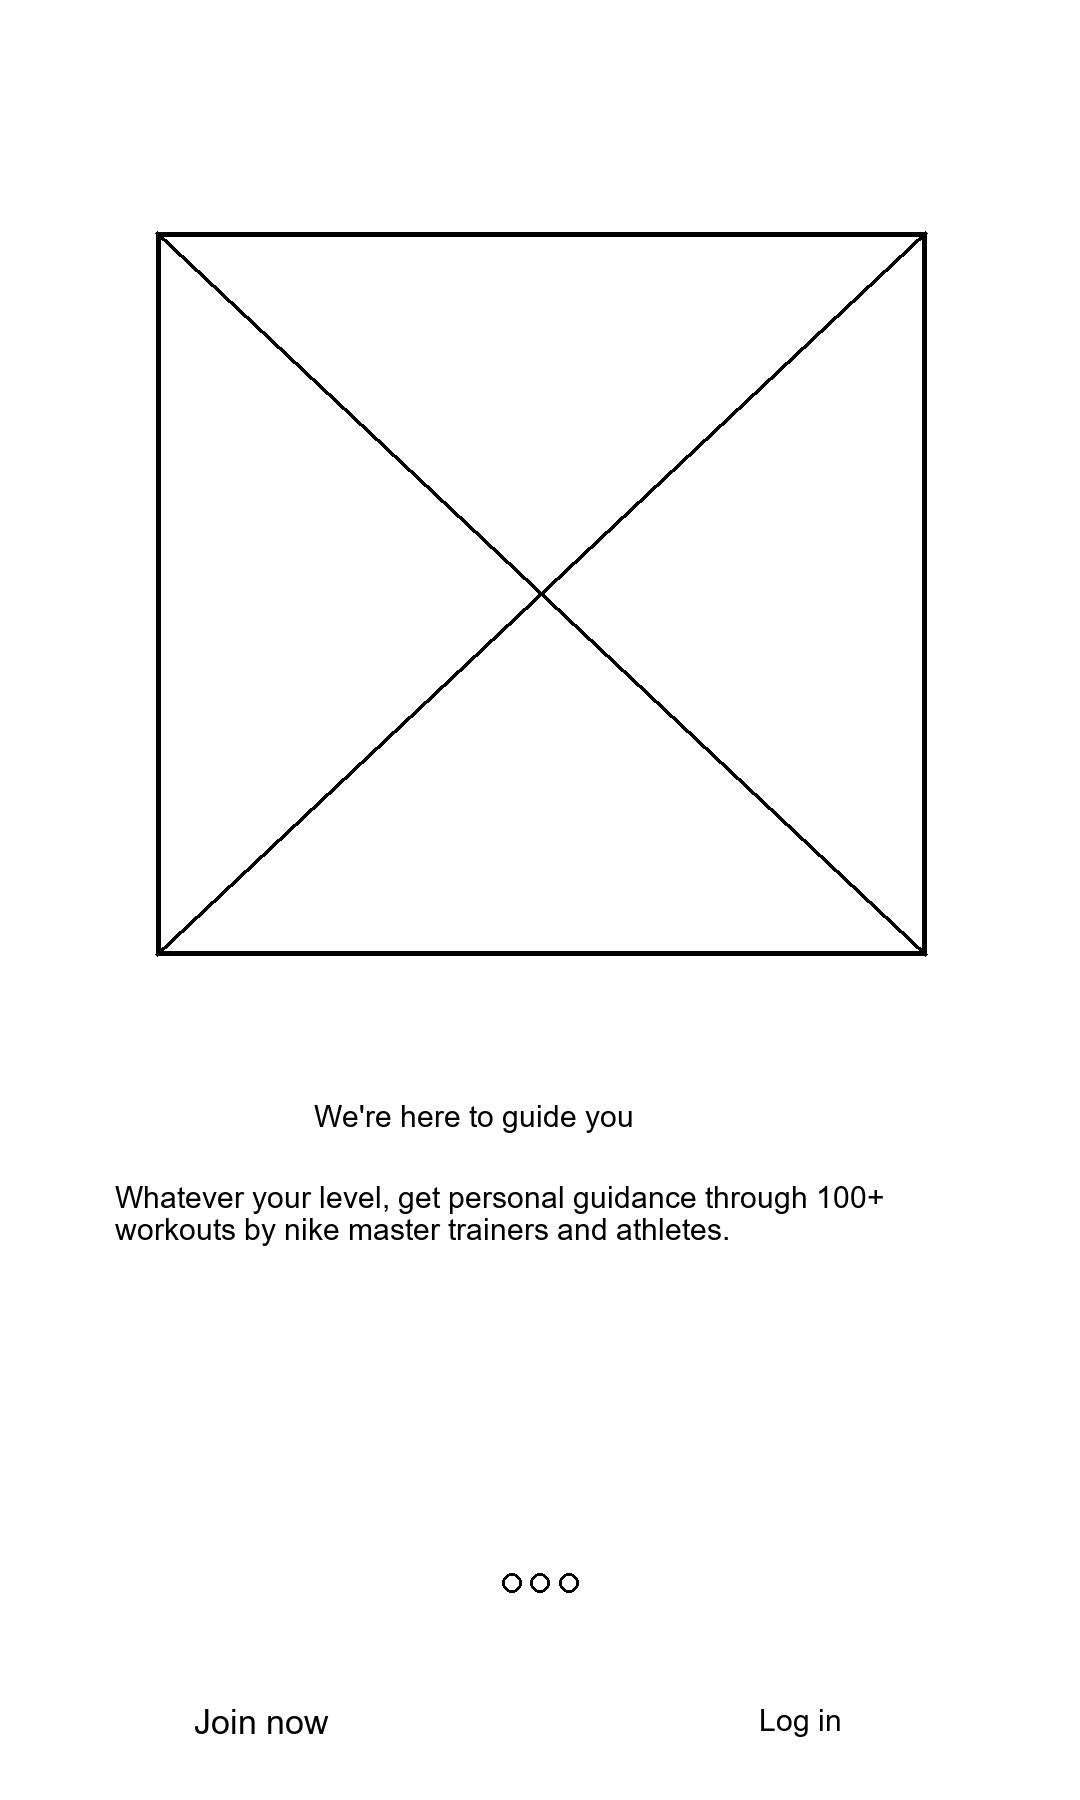 We're here to guide you
Whatever your level, get personal guidance through 100+
workouts by nike master trainers and athletes.
Join now
Log in